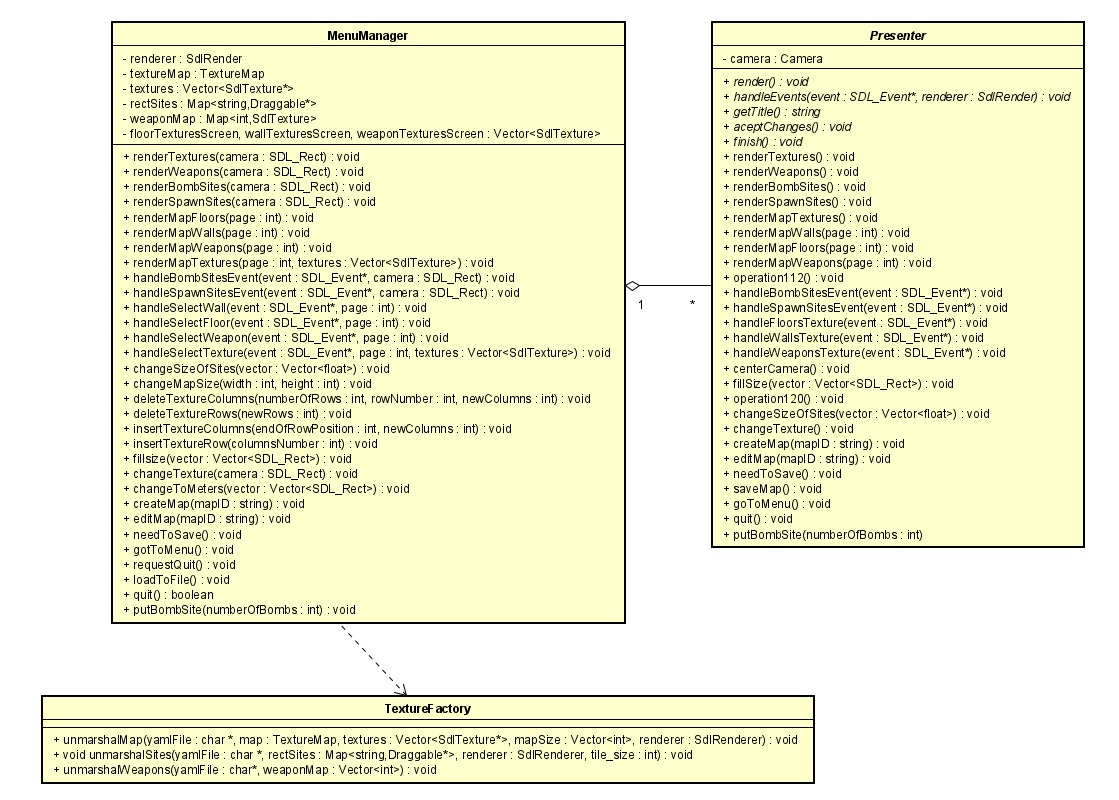 MenuManager
- renderer : SdlRender
- textureMap : TextureMap
- textures : Vector<SdlTexture*>
- rectSites : Map<string,Draggable*>
- weaponMap : Map<int,SdlTexture>
- floorTexturesScreen, wallTexturesScreen, weaponTexturesScreen : Vector<SdlTexture>
+ renderTextures(camera : SDL_Rect) : void
+ renderWeapons(camera : SDL_Rect) : void
+ renderBombSites(camera : SDL_Rect) : void
+ renderSpawnSites(camera : SDL_Rect) : void
+ renderMapFloors(page : int) : void
+ renderMapWalls(page : int) : void
+ renderMapWeapons(page : int) : void
+ renderMapTextures(page : int, textures : Vector<SdlTexture>) : void
+ handleBombSitesEvent(event : SDL_Event*, camera : SDL_Rect) : void
+ handleSpawnSitesEvent(event : SDL_Event*, camera : SDL_Rect) : void
+ handleSelectWall(event : SDL_Event*, page : int) : void
+ handleSelectFloor(event : SDL_Event*, page : int) : void
+ handleSelectWeapon(event : SDL_Event*, page : int) : void
+ handleSelectTexture(event : SDL_Event*, page : int, textures : Vector<SdlTexture>) : void
+ changeSizeOfSites(vector : Vector<float>) : void
+ changeMapSize(width : int, height : int) : void
+ deleteTextureColumns(numberOfRows : int, rowNumber : int, newColumns : int) : void
+ deleteTextureRows(newRows : int) : void
+ insertTextureColumns(endOfRowPosition : int, newColumns : int) : void
+ insertTextureRow(columnsNumber : int) : void
+ fillsize(vector : Vector<SDL_Rect>) : void
+ changeTexture(camera : SDL_Rect) : void
+ changeToMeters(vector : Vector<SDL_Rect>) : void
+ createMap(mapID : string) : void
+ editMap(mapID : string) : void
+ needToSave() : void
+ gotToMenu() : void
+ requestQuit() : void
+ loadToFile() : void
+ quit() : boolean
+ putBombSite(numberOfBombs : int) : void
1
*
Presenter
- camera : Camera
+ render() : void
+ handleEvents(event : SDL_Event*, renderer : SdlRender) : void
+ getTitle() : string
+ aceptChanges() : void
+ finish() : void
+ renderTextures() : void
+ renderWeapons() : void
+ renderBombSites() : void
+ renderSpawnSites() : void
+ renderMapTextures() : void
+ renderMapWalls(page : int) : void
+ renderMapFloors(page : int) : void
+ renderMapWeapons(page : int) : void
+ operation112() : void
+ handleBombSitesEvent(event : SDL_Event*) : void
+ handleSpawnSitesEvent(event : SDL_Event*) : void
+ handleFloorsTexture(event : SDL_Event*) : void
+ handleWallsTexture(event : SDL_Event*) : void
+ handleWeaponsTexture(event : SDL_Event*) : void
+ centerCamera() : void
+ fillSize(vector : Vector<SDL_Rect>) : void
+ operation120() : void
+ changeSizeOfSites(vector : Vector<float>) : void
+ changeTexture() : void
+ createMap(mapID : string) : void
+ editMap(mapID : string) : void
+ needToSave() : void
+ saveMap() : void
+ goToMenu() : void
+ quit() : void
+ putBombSite(numberOfBombs : int)
TextureFactory
+ unmarshalMap(yamlFile : char *, map : TextureMap, textures : Vector<SdlTexture*>, mapSize : Vector<int>, renderer : SdlRenderer) : void
+ void unmarshalSites(yamlFile : char *, rectSites : Map<string,Draggable*>, renderer : SdlRenderer, tile_size : int) : void
+ unmarshalWeapons(yamlFile : char*, weaponMap : Vector<int>) : void